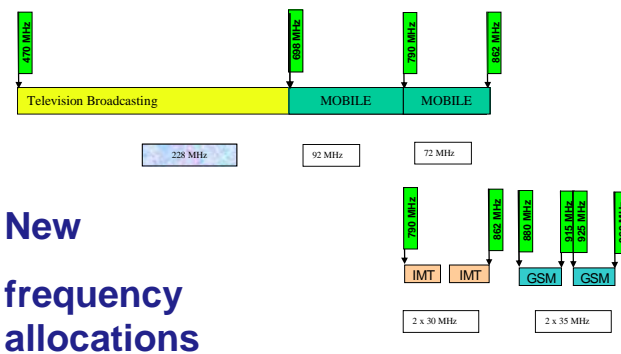 470 MHz
698 MHz
790 MHz
862 MHz
Television Broadcasting
MOBILE
MOBILE
228 MHz
92 MHz
72 MHz
790 MHz
862 MHz
880 MHz
915 MHz
925 MHz
IMT
IMT
GSM
GSM
2 x 30 MHz
2 x 35 MHz
New
frequency
allocations